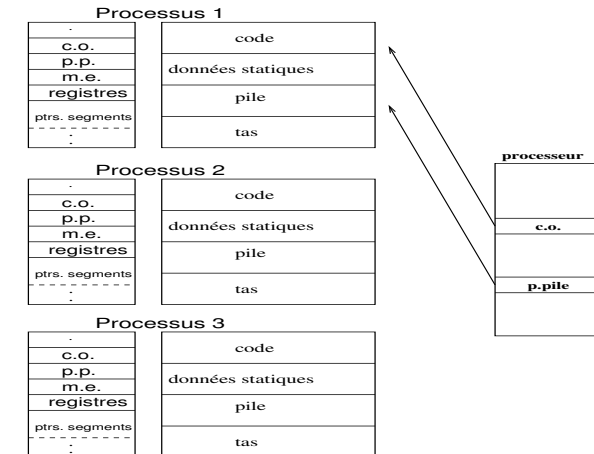 Processus 1
.
c.o.
p.p.
m.e.
registres
ptrs. segments
:
code
données statiques
pile
tas
Processus 2
.
c.o.
p.p.
m.e.
registres
ptrs. segments
:
code
données statiques
pile
tas
Processus 3
.
c.o.
p.p.
m.e.
registres
ptrs. segments
:
code
données statiques
pile
tas
processeur
c.o.
p.pile